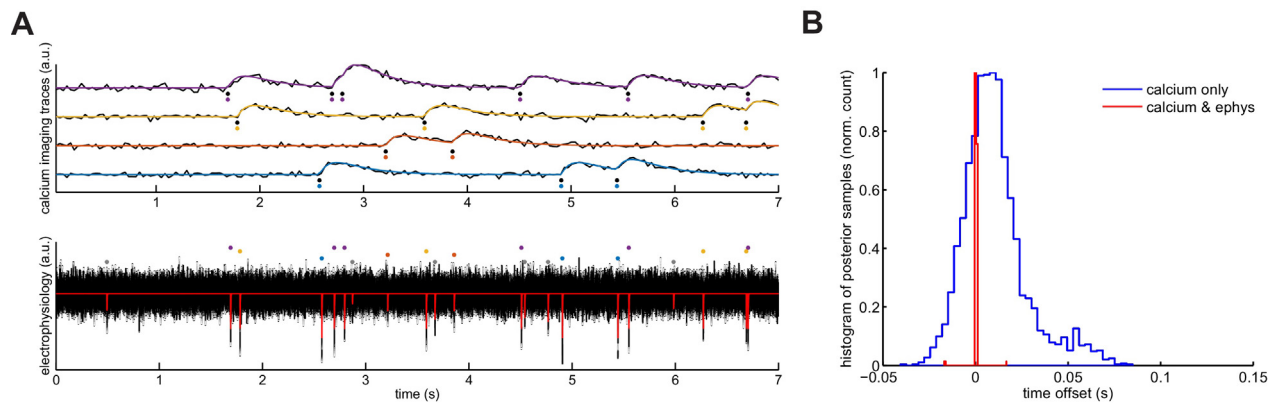 A
calcium imaging traces (a.u.)
1 2 3 4 5 6 7
electrophysiology (a.u.)
0 1 2 3 4 5 6 7
time (s)
B
histogram of posterior samples (norm. count)
1
0.8
0.6
0.4
0.2
0
calcium only
calcium & ephys
−0.05 0 0.05 0.1 0.15
time offset (s)